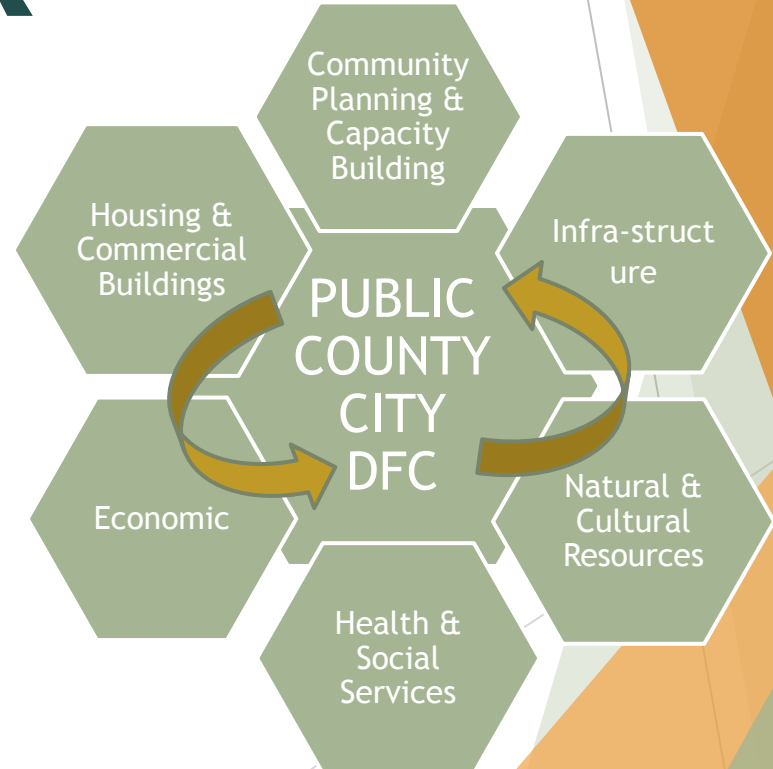 Community
Planning &
Capacity
Building
Housing &
Commercial
Buildings
Infra-struct
ure
PUBLIC
COUNTY
CITY
DFC
Economic
Natural &
Cultural
Resources
Health &
Social
Services